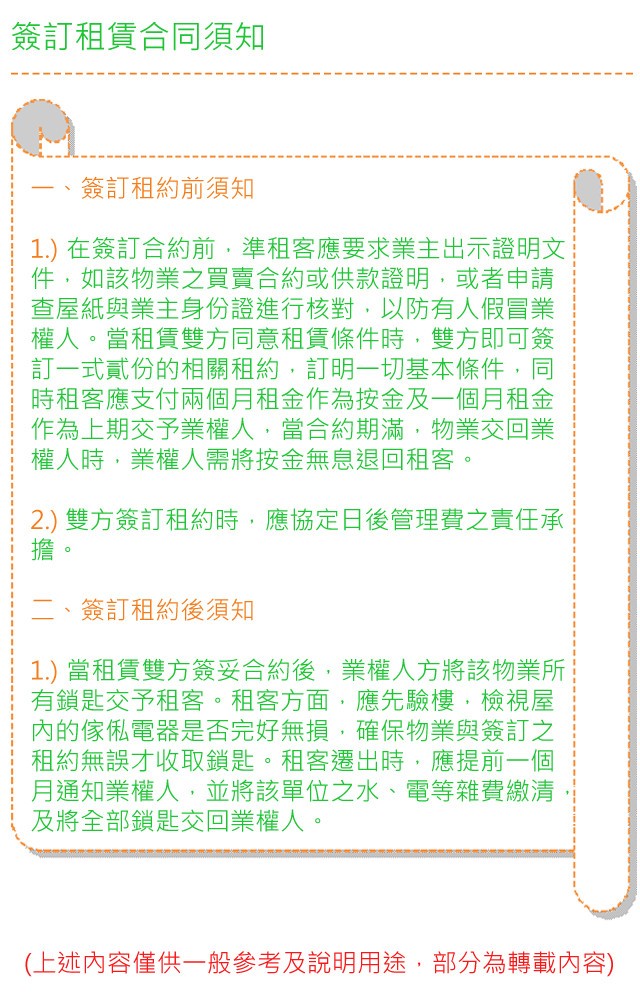 簽訂租賃合同須知
一、簽訂租約前須知
1.) 在簽訂合約前，準租客應要求業主出示證明文
件，如該物業之買賣合約或供款證明，或者申請
查屋紙與業主身份證進行核對，以防有人假冒業
權人。當租賃雙方同意租賃條件時，雙方即可簽
訂一式貳份的相關租約，訂明一切基本條件，同
時租客應支付兩個月租金作為按金及一個月租金
作為上期交予業權人，當合約期滿，物業交回業
權人時，業權人需將按金無息退回租客。
2.) 雙方簽訂租約時，應協定日後管理費之責任承
擔。
二、簽訂租約後須知
1.) 當租賃雙方簽妥合約後，業權人方將該物業所
有鎖匙交予租客。租客方面，應先驗樓，檢視屋
內的傢俬電器是否完好無損，確保物業與簽訂之
租約無誤才收取鎖匙。租客遷出時，應提前一個
月通知業權人，並將該單位之水、電等雜費繳清，
及將全部鎖匙交回業權人。
(上述內容僅供一般參考及說明用途，部分為轉載內容)